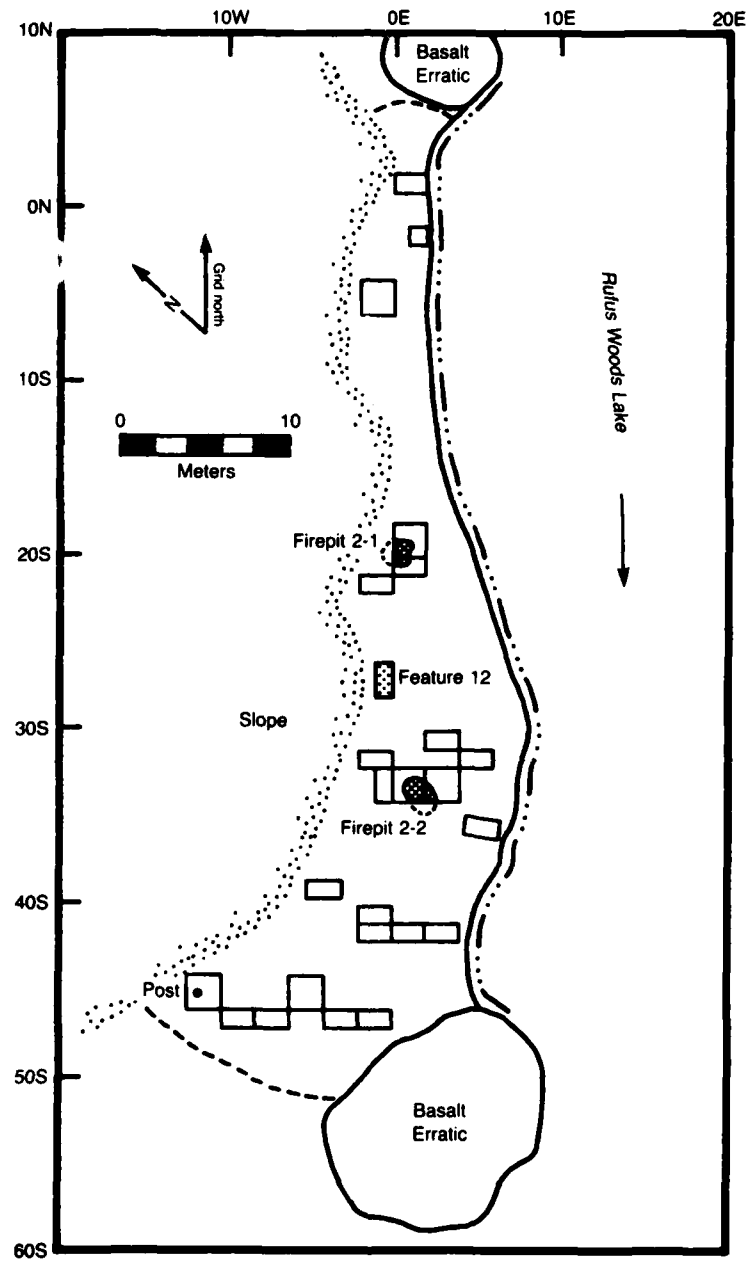 10W 0E 10E 20E
10N
Basalt
Erratic
0N
Grid north
N
Rufus Woods Lake
10S
0 10
Meters
Firepit 2-1
20S
Feature 12
Slope
30S
Firepit 2-2
40S
Post
50S
Basalt
Erratic
60S